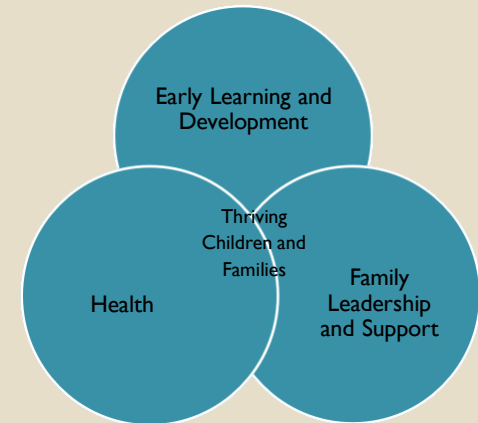 Early Learning and
Development
Thriving
Children and
Families
Health
Family
Leadership
and Support